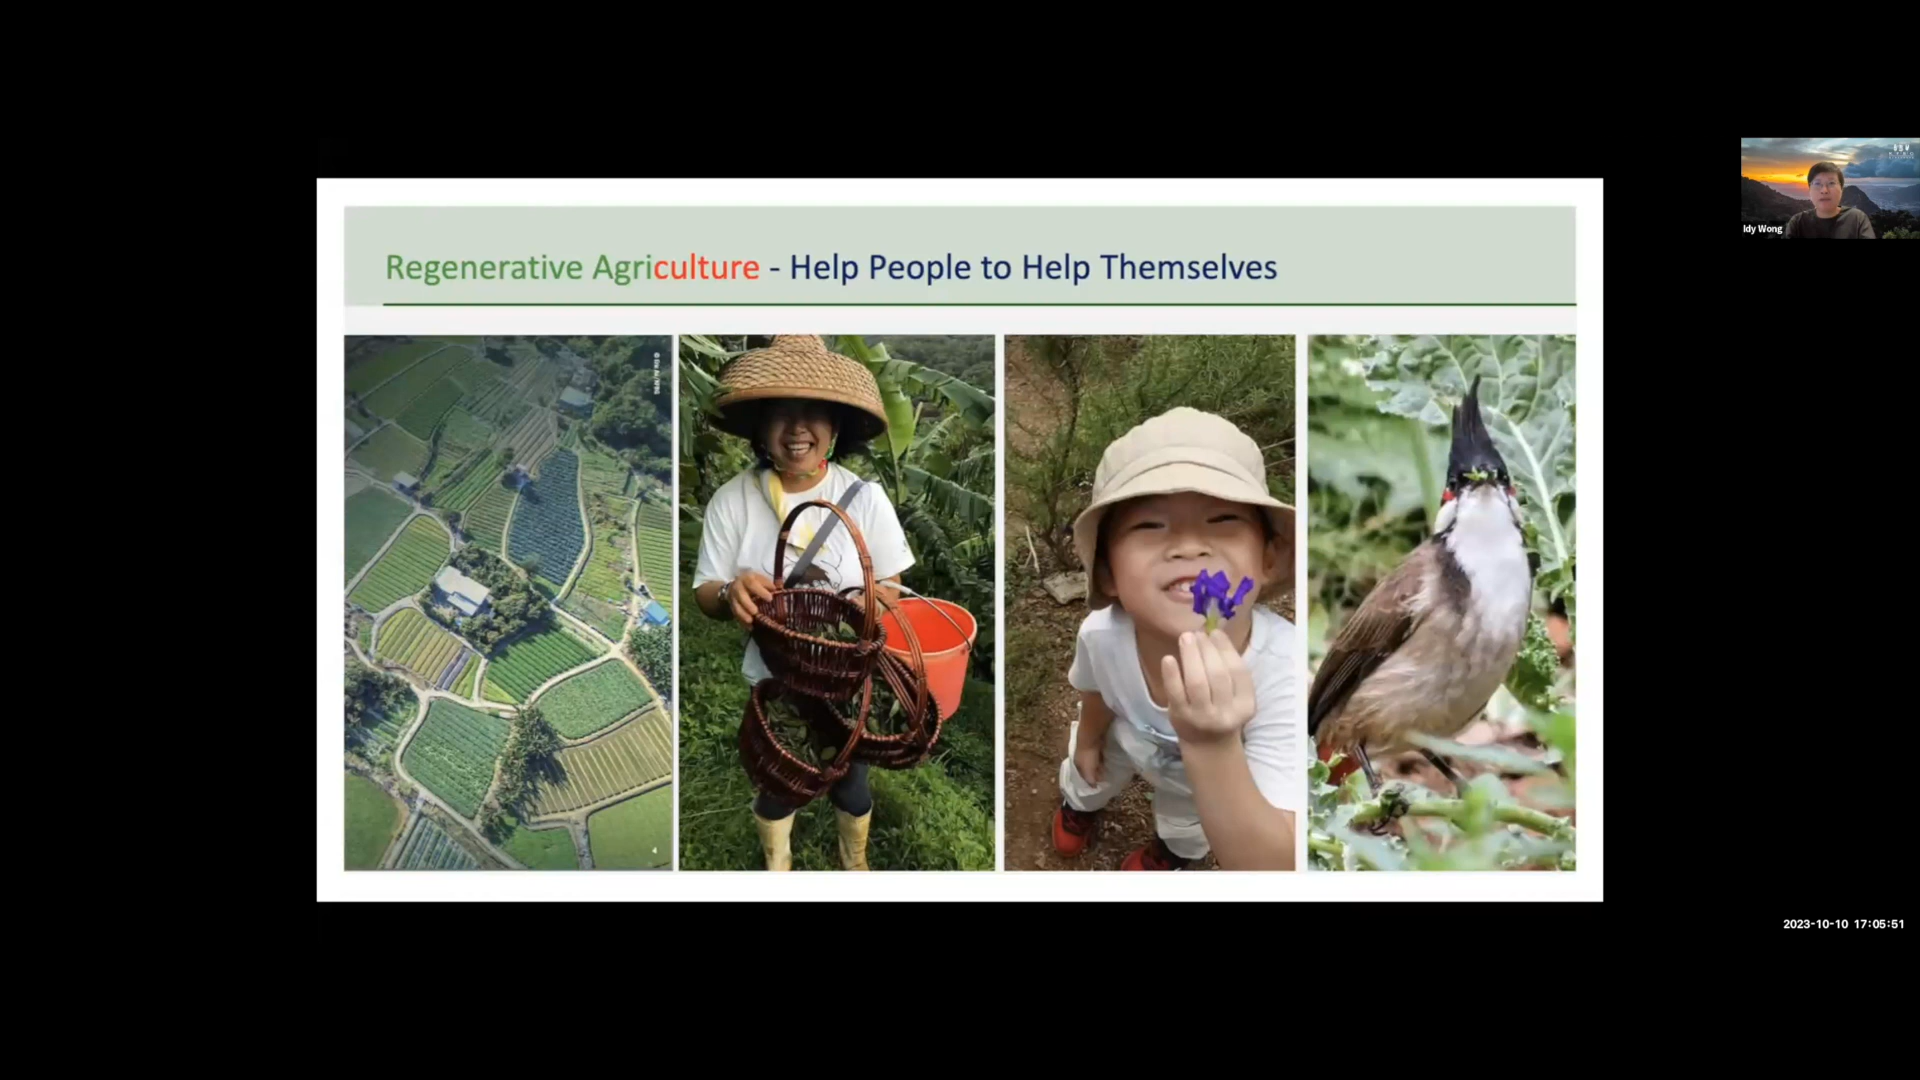 Regenerative Agriculture - Help People to Help Themselves
Idy Wong
2023-10-10 17:05:51